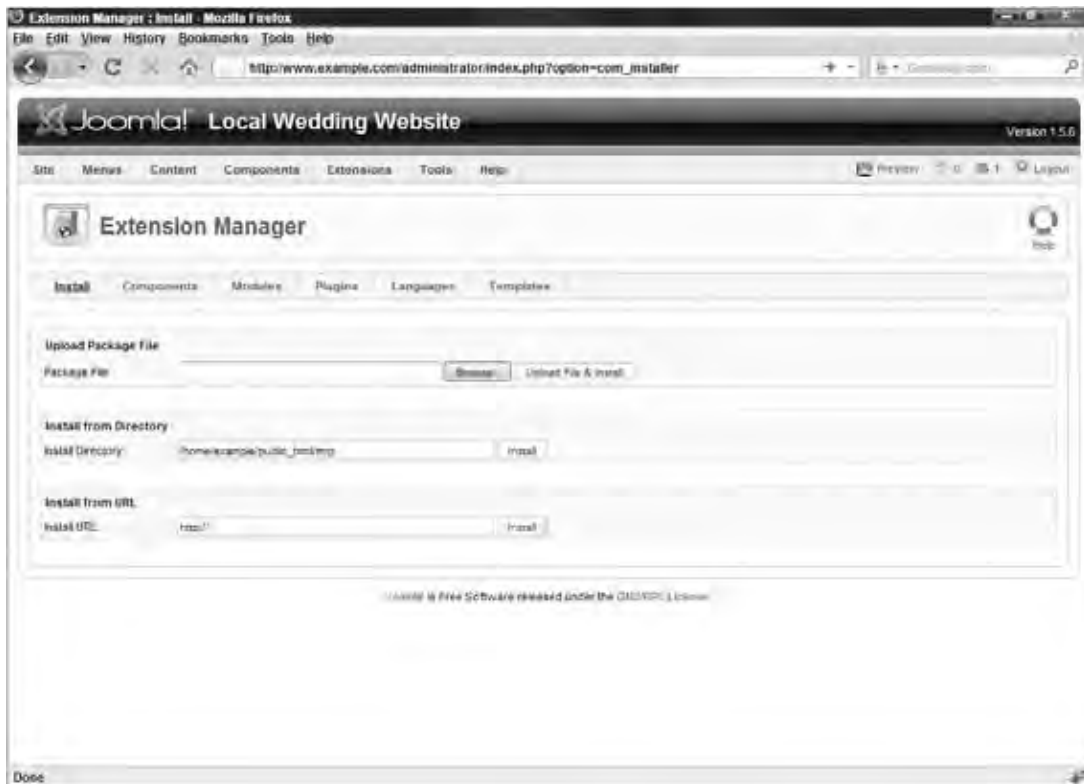 Extension Manager : Install - Mozilla Firefox
File Edit View History Bookmarks Tools Help
http://www.example.com/administrator/index.php?option=com_installer
Joomla! Local Wedding Website
Version 1.5.6
Site Menus Content Components Extensions Tools Help
Preview 0 1 Logout
Extension Manager
Help
Install Components Modules Plugins Languages Templates
Upload Package File
Package File Browse... Upload File & Install
Install from Directory
Install Directory: /home/example/public_html/tmp Install
Install from URL
Install URL: http:// Install
Joomla! is Free Software released under the GNU/GPL License.
Done